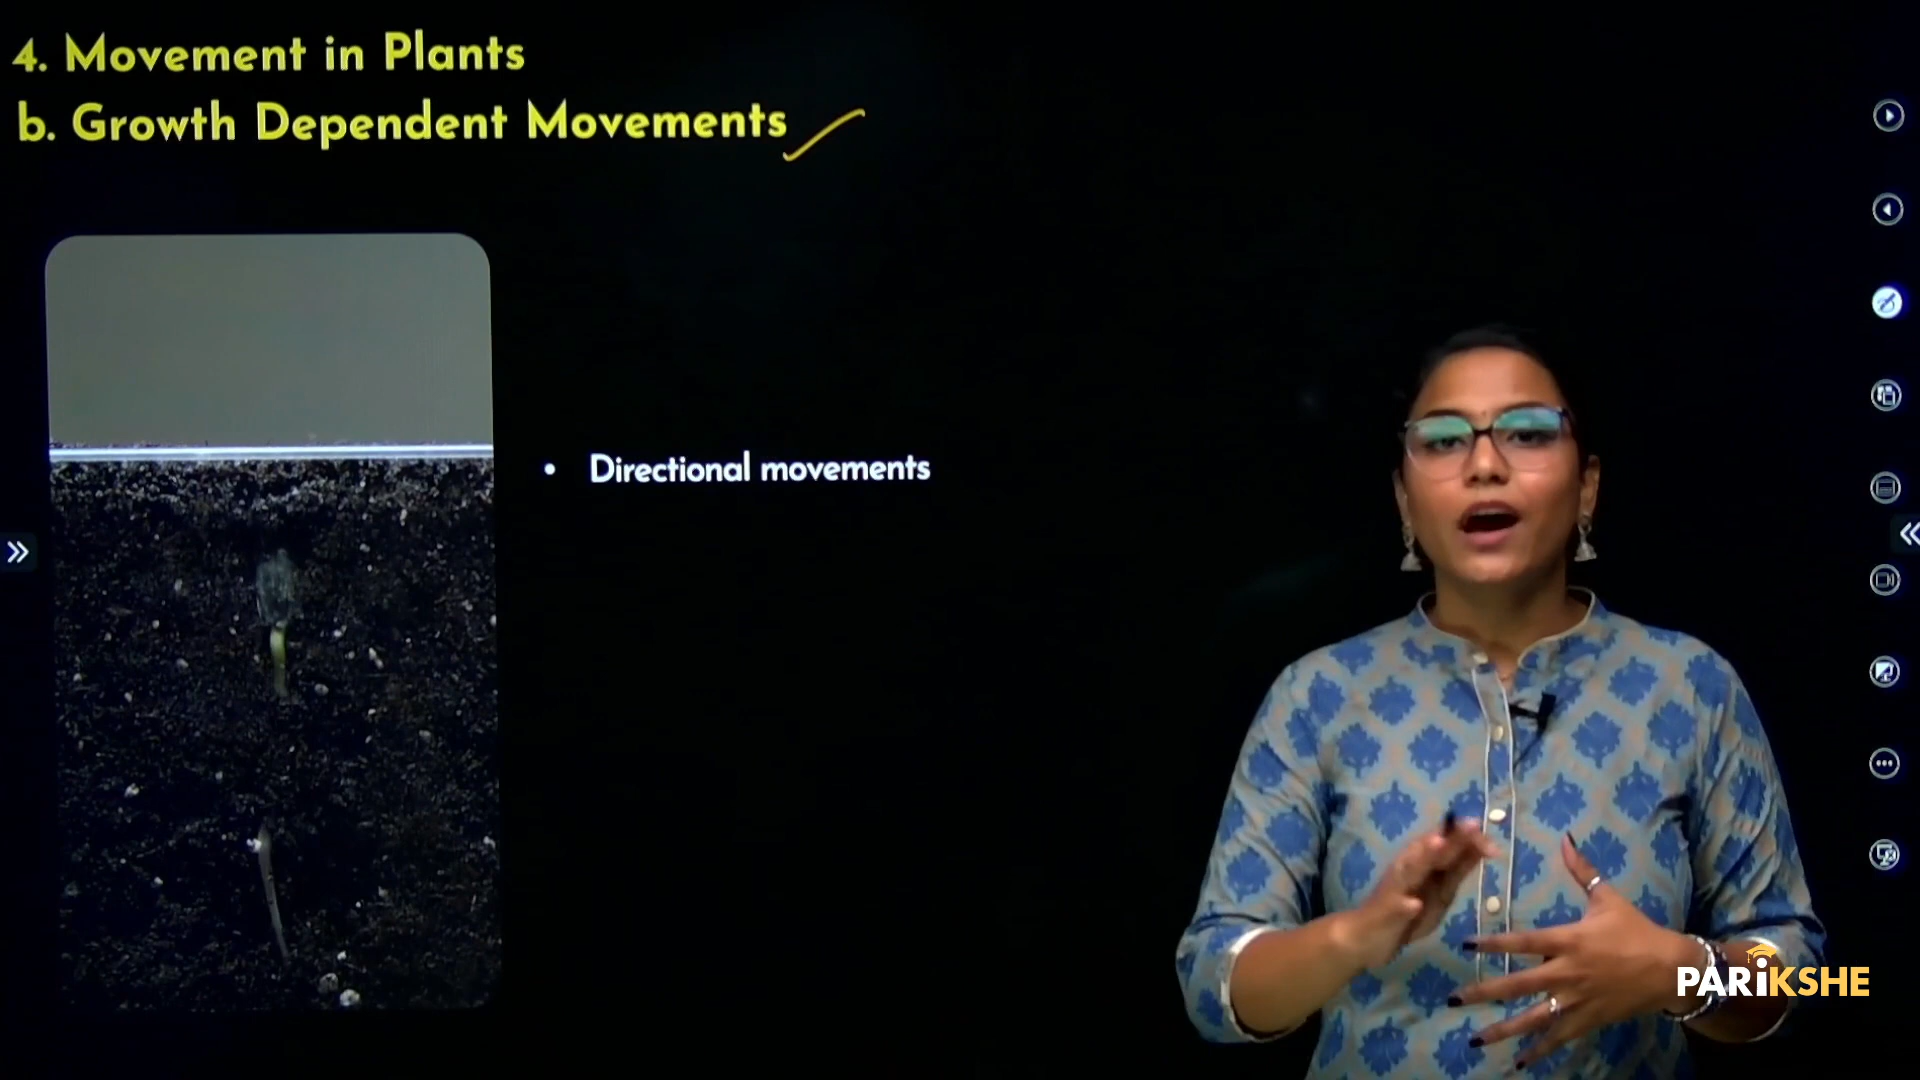 4. Movement in Plants
b. Growth Dependent Movements
• Directional movements
PARiKSHE